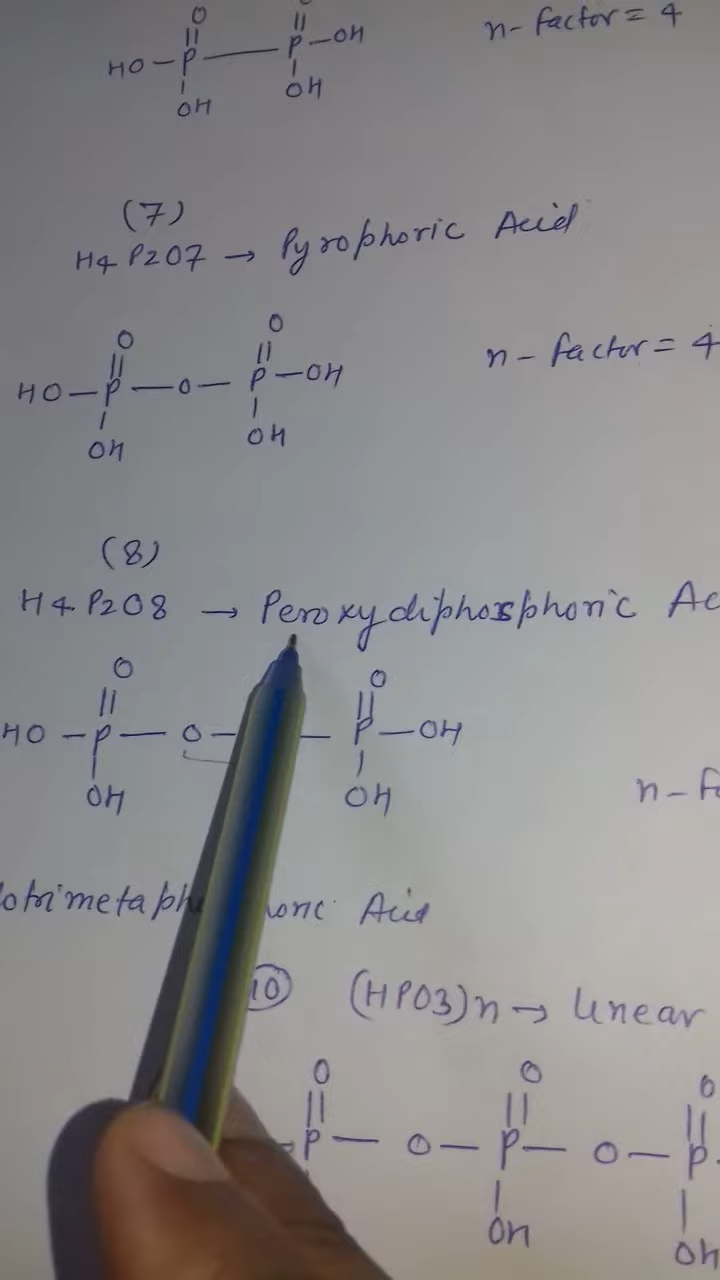 O O
|| ||
HO — P — P — OH n- factor = 4
OH OH
(7)
H4 P2O7 → Pyrophoric Acid
O O
|| ||
HO — P — O — P — OH n - factor = 4
OH OH
(8)
H4 P2O8 → Peroxydiphosphoric Ac
O O
|| ||
HO — P — O — — P — OH
OH OH n - fa
Acid
10 (HPO3)n → Linear
O O O
|| || ||
P — O — P — O — P
OH OH